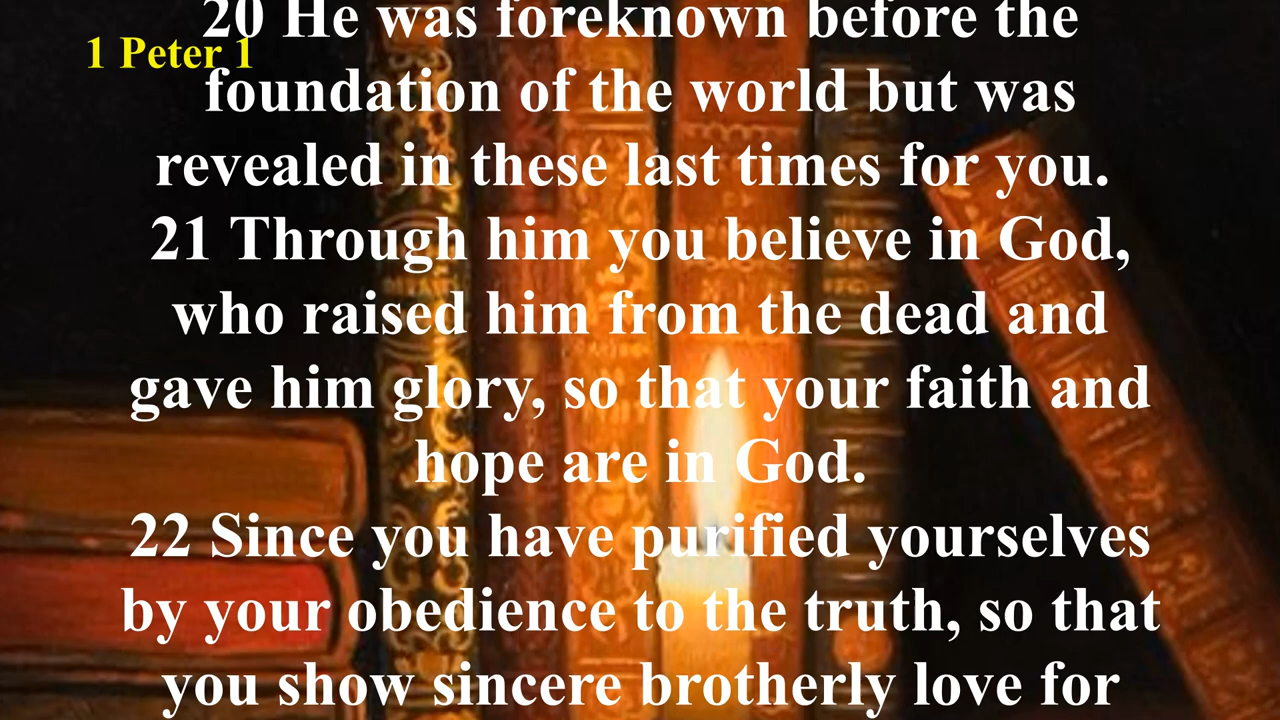 20 He was foreknown before the
1 Peter 1
foundation of the world but was
revealed in these last times for you.
21 Through him you believe in God,
who raised him from the dead and
gave him glory, so that your faith and
hope are in God.
22 Since you have purified yourselves
by your obedience to the truth, so that
you show sincere brotherly love for